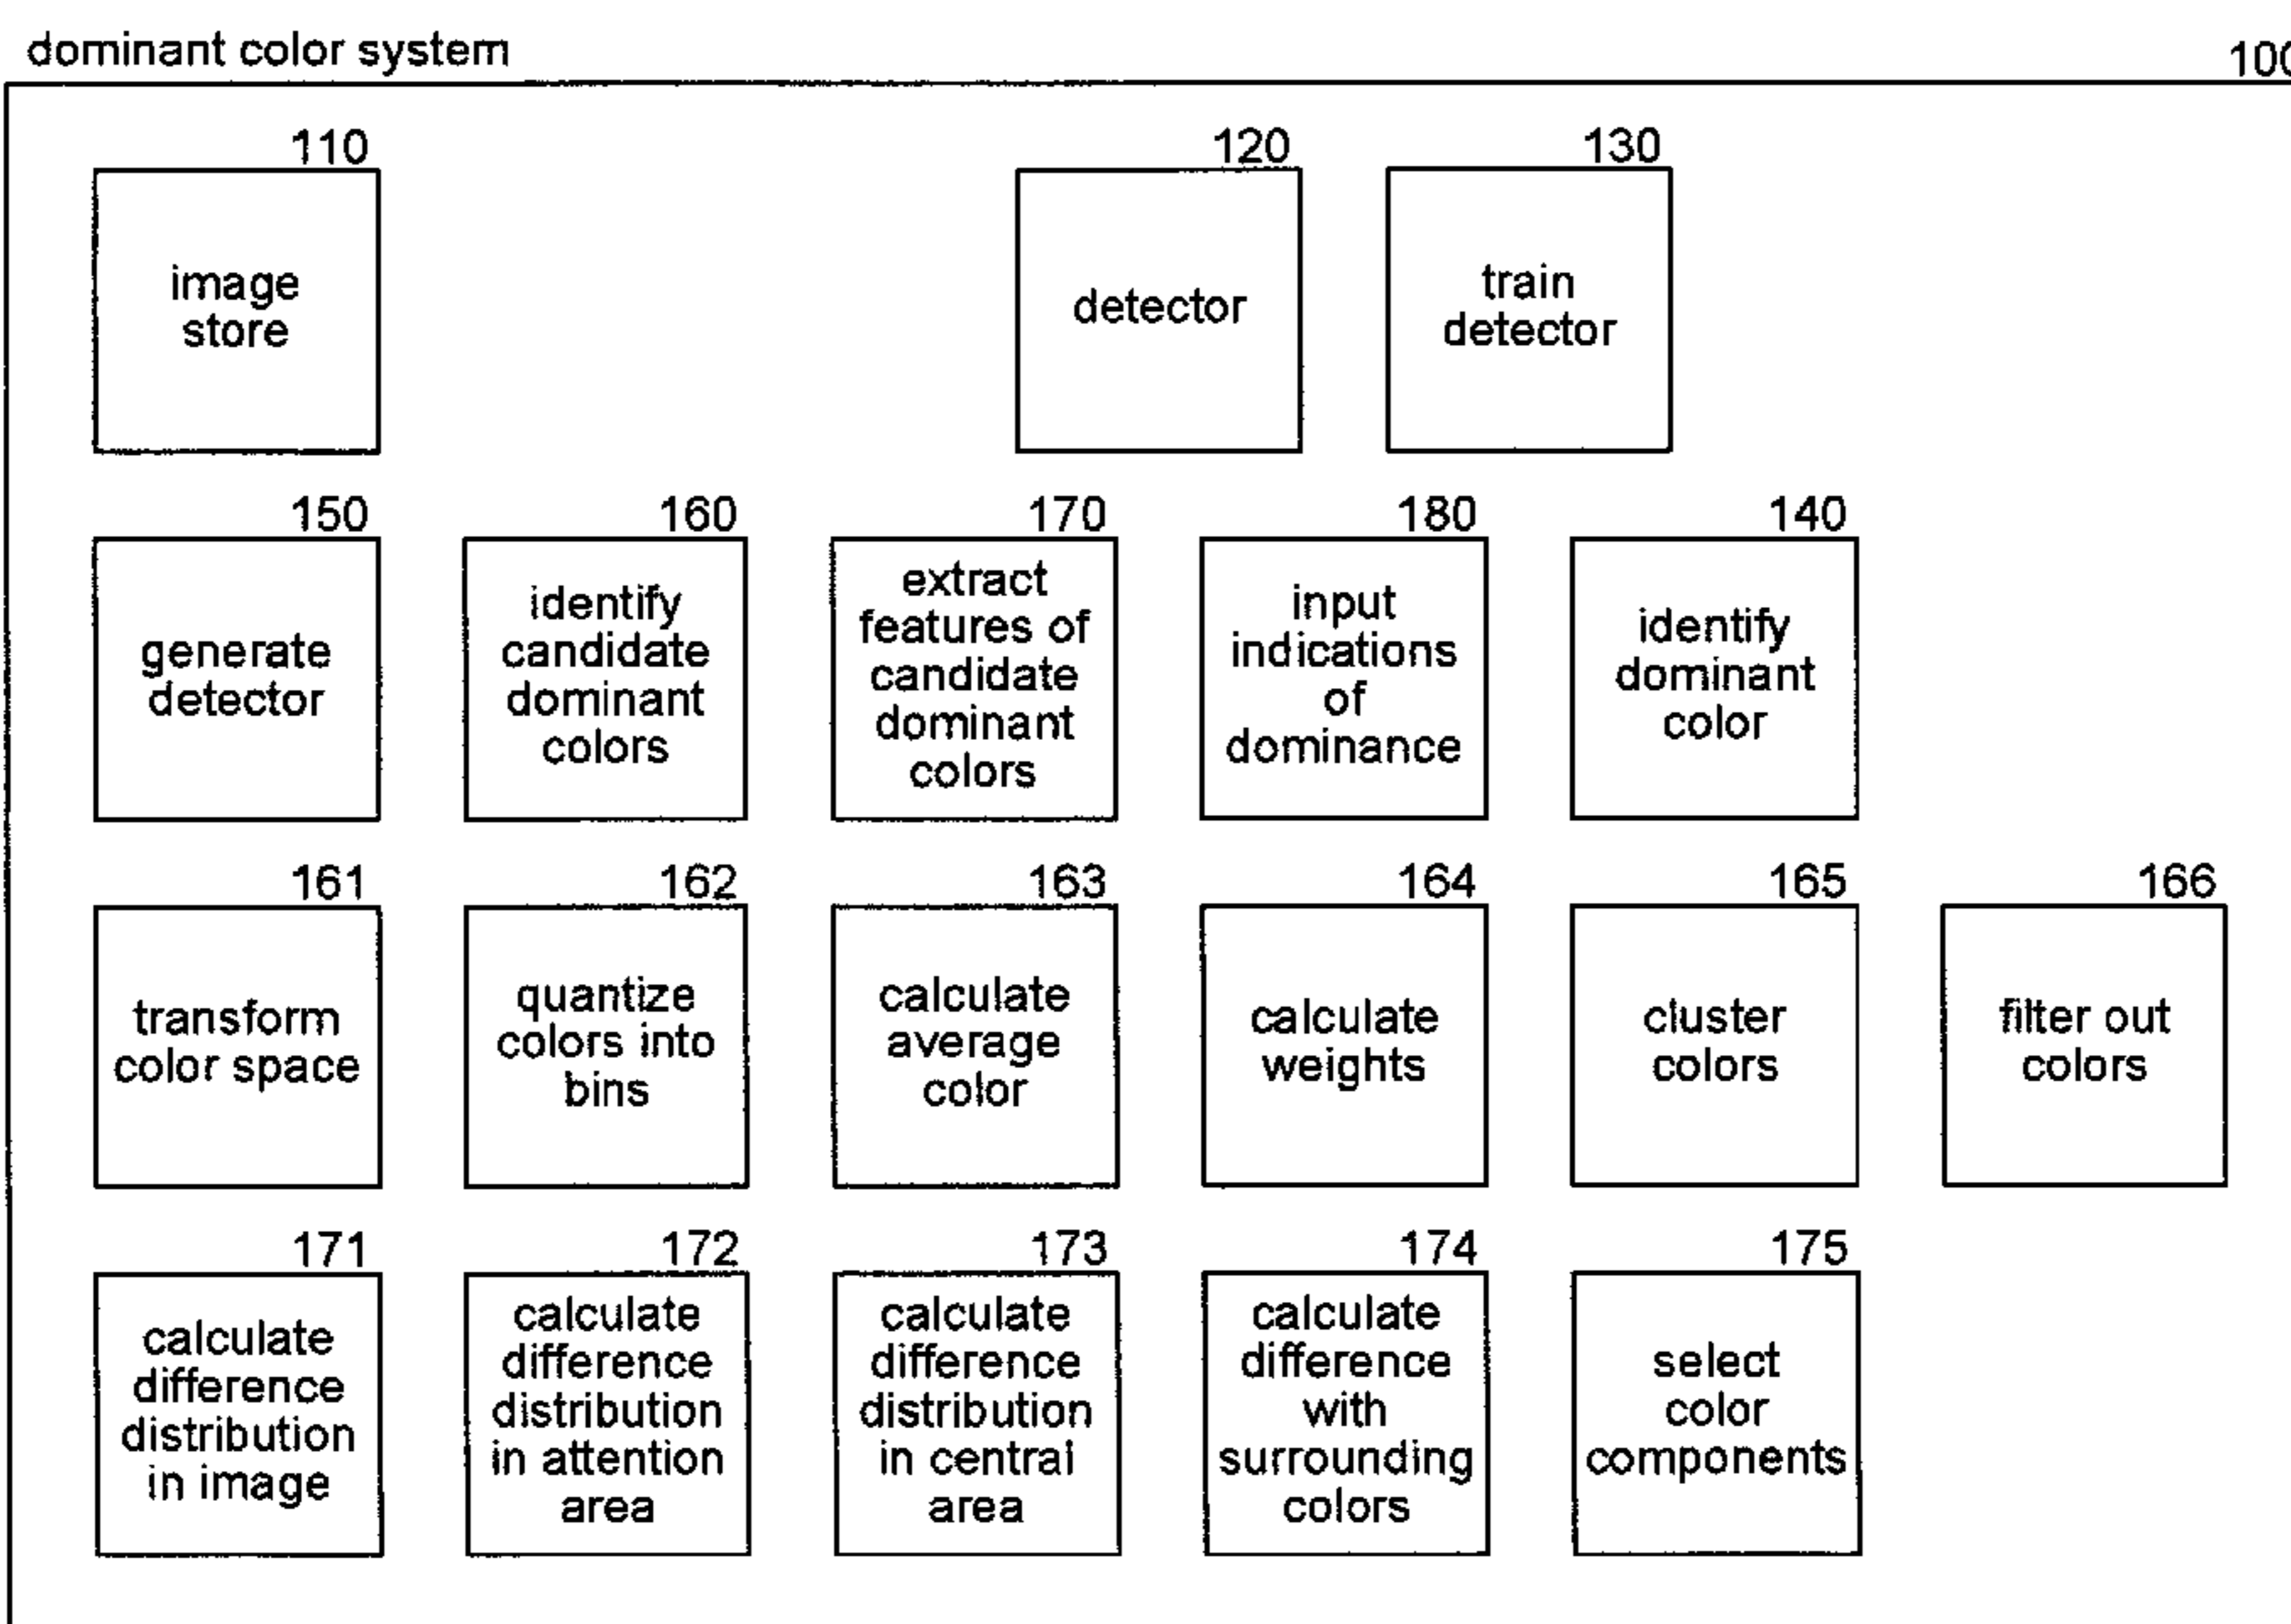 dominant color system
100
110
image
store
120
detector
130
train
detector
150
generate
detector
160
identify
candidate
dominant
colors
170
extract
features of
candidate
dominant
colors
180
input
indications
of
dominance
140
identify
dominant
color
161
transform
color space
162
quantize
colors into
bins
163
calculate
average
color
164
calculate
weights
165
cluster
colors
166
filter out
colors
171
calculate
difference
distribution
in image
172
calculate
difference
distribution
in attention
area
173
calculate
difference
distribution
in central
area
174
calculate
difference
with
surrounding
colors
175
select
color
components